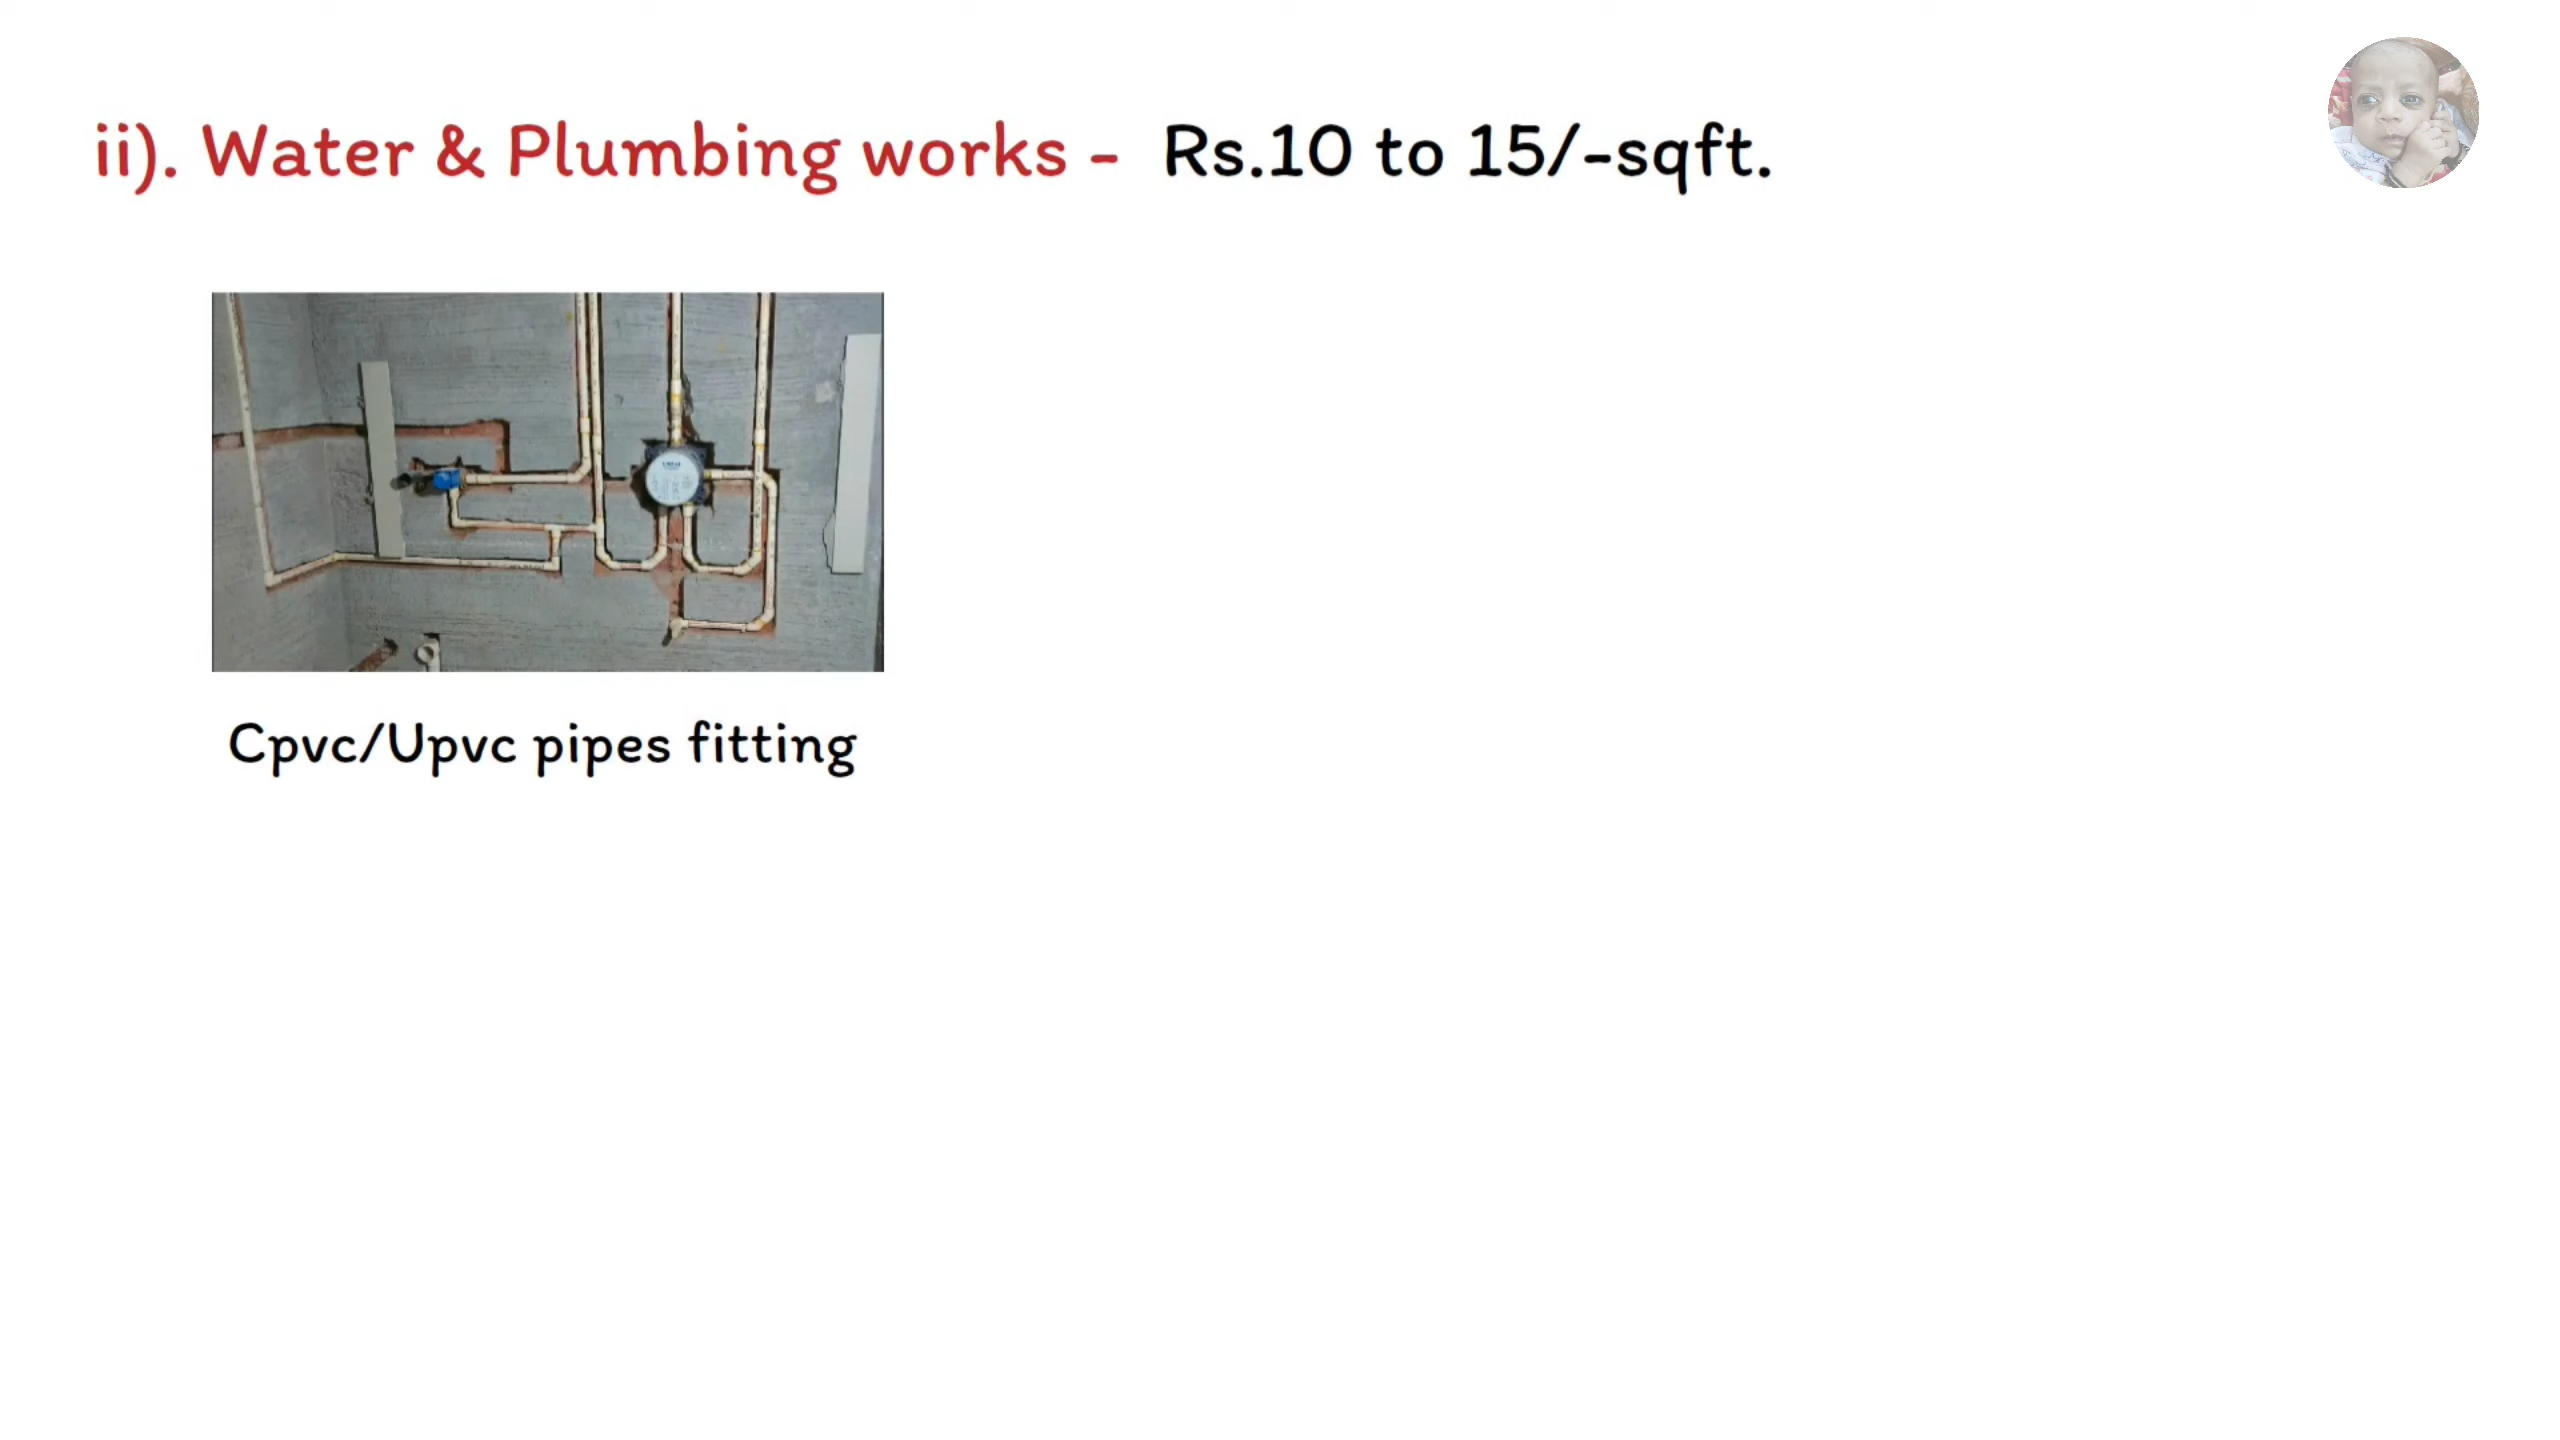 ii). Water & Plumbing works - Rs.10 to 15/-sqft.
Cpvc/Upvc pipes fitting